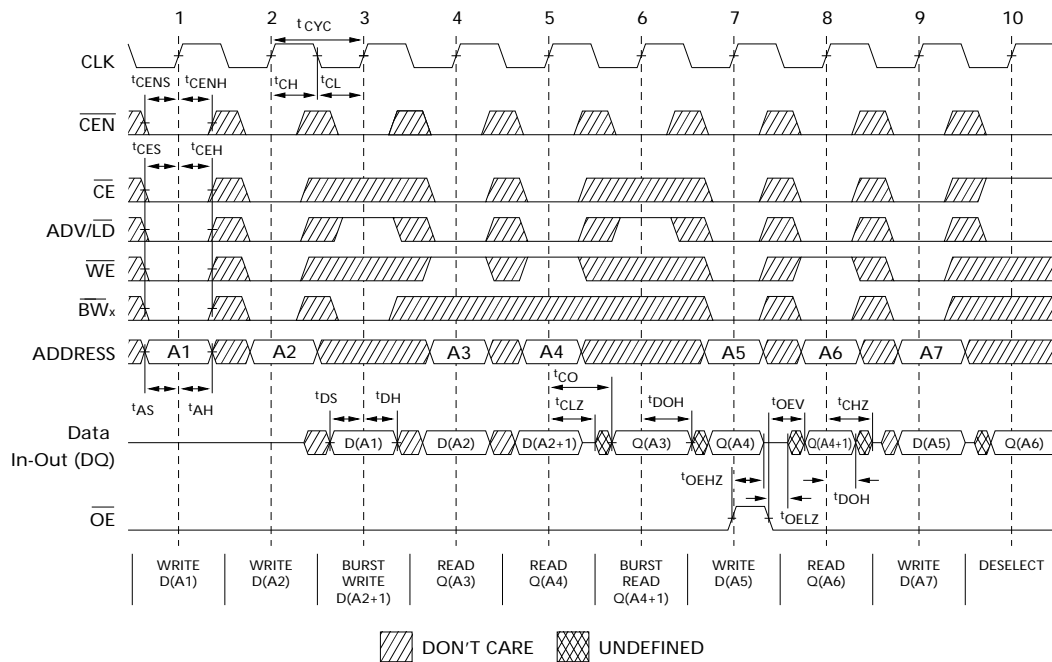 1 2 3 4 5 6 7 8 9 10
tCYC
CLK
tCENS tCENH tCH tCL
CEN
tCES tCEH
CE
ADV/LD
WE
BWx
ADDRESS A1 A2 A3 A4 A5 A6 A7
tCO
tAS tAH tDS tDH tCLZ tDOH tOEV tCHZ
Data
In-Out (DQ)
D(A1) D(A2) D(A2+1) Q(A3) Q(A4) Q(A4+1) D(A5) Q(A6)
tOEHZ tDOH
tOELZ
OE
WRITE
D(A1)
WRITE
D(A2)
BURST
WRITE
D(A2+1)
READ
Q(A3)
READ
Q(A4)
BURST
READ
Q(A4+1)
WRITE
D(A5)
READ
Q(A6)
WRITE
D(A7)
DESELECT
DON'T CARE
UNDEFINED